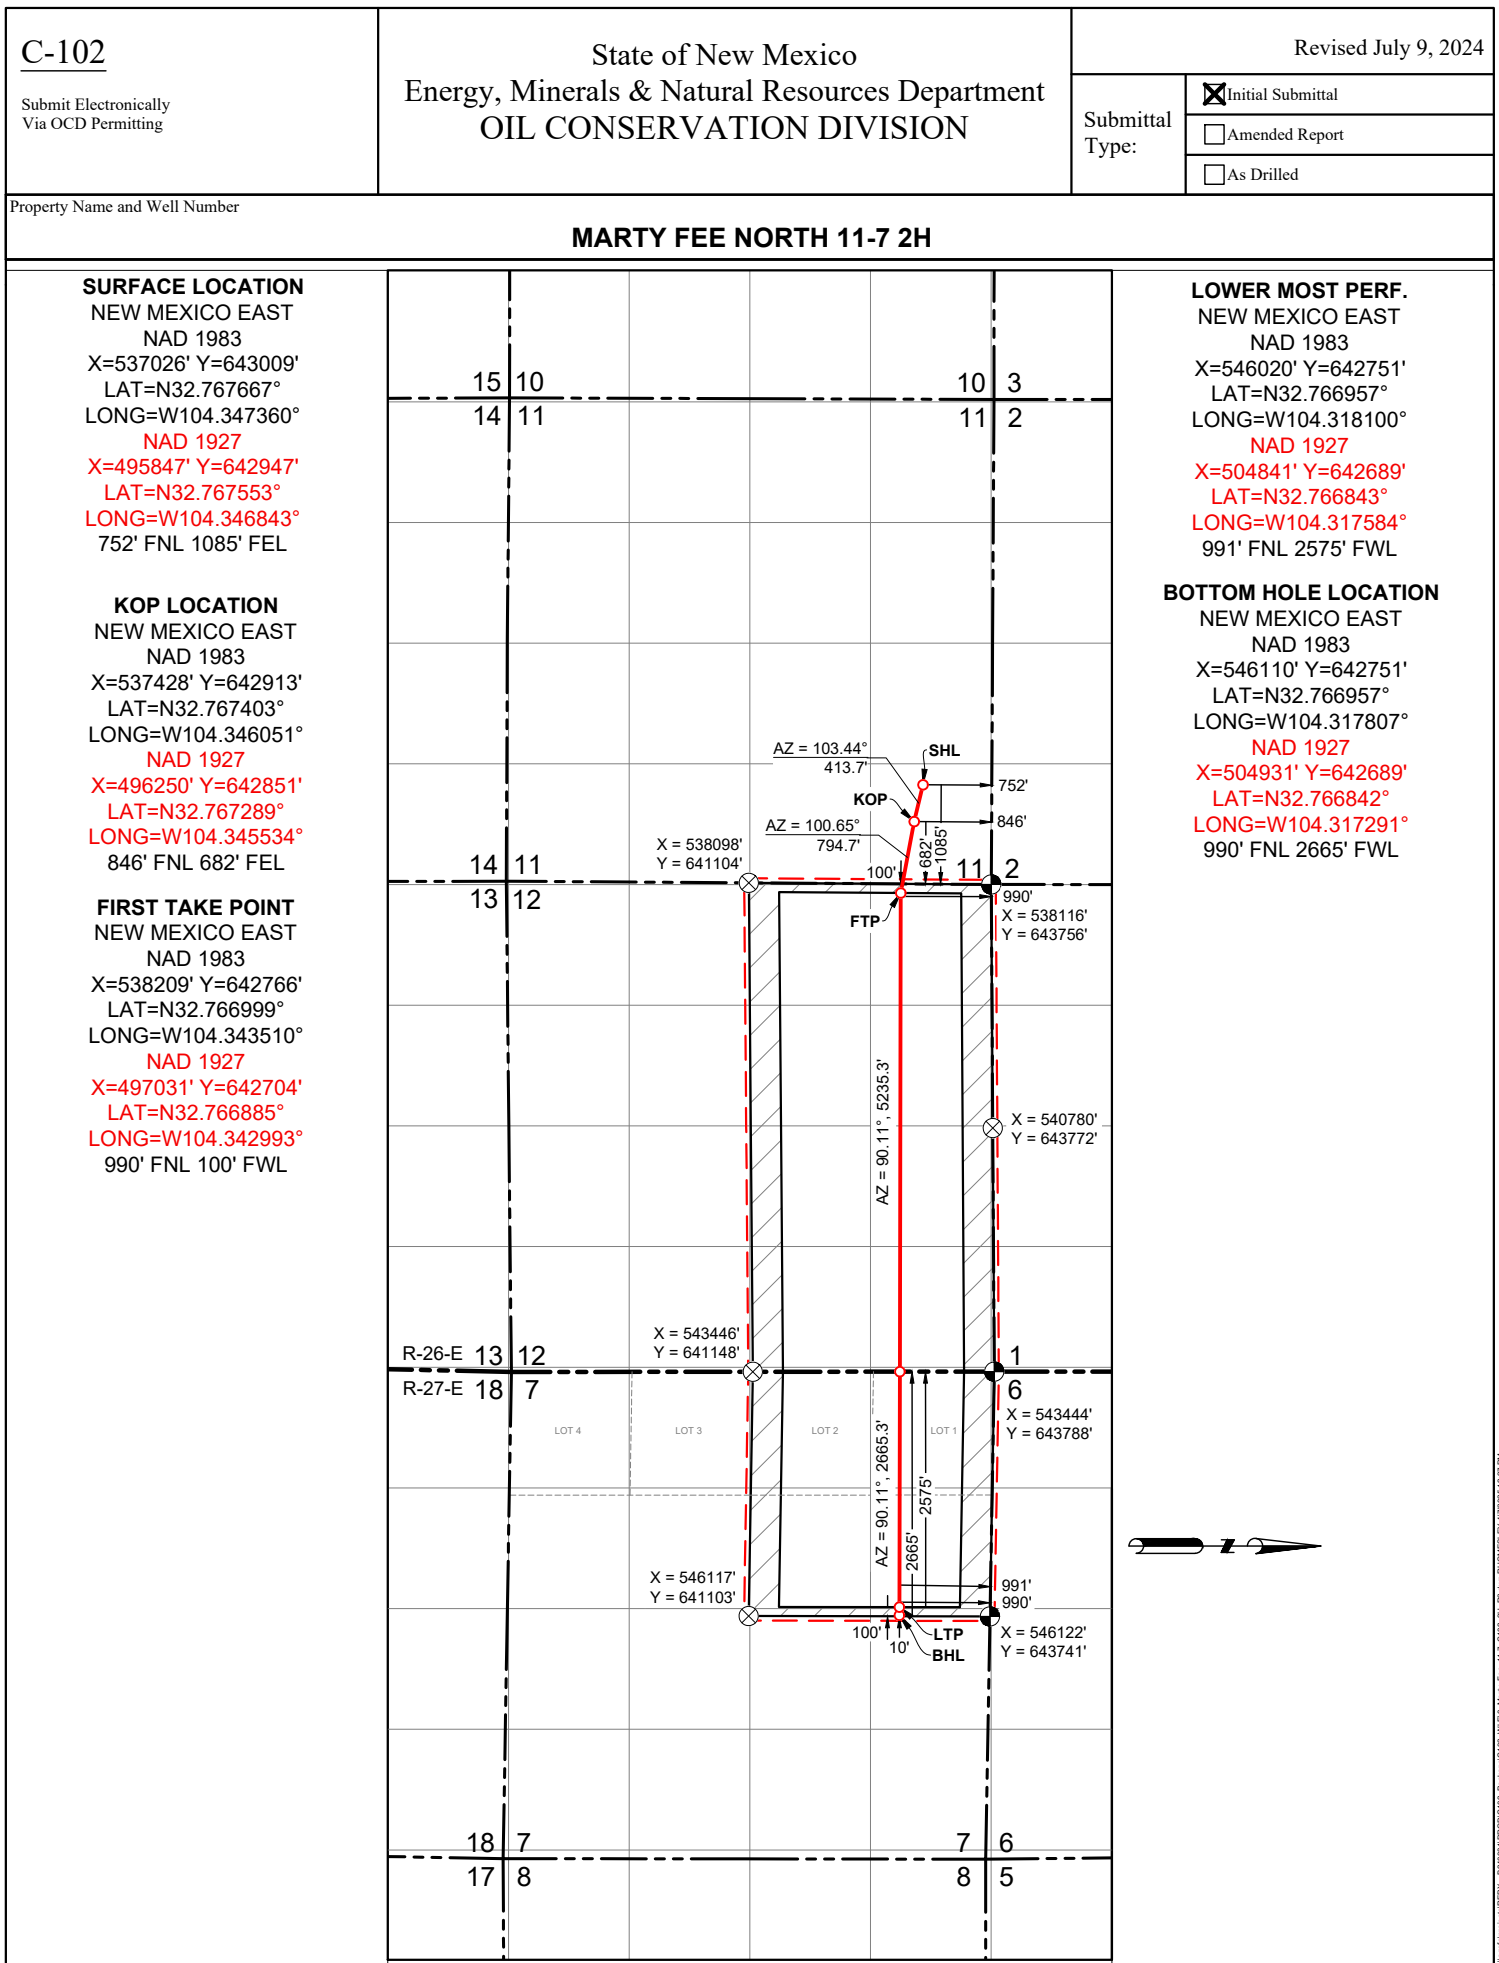 C-102
Submit Electronically
Via OCD Permitting
State of New Mexico
Energy, Minerals & Natural Resources Department
OIL CONSERVATION DIVISION
Revised July 9, 2024
Submittal
Type:
Initial Submittal
Amended Report
As Drilled
Property Name and Well Number
MARTY FEE NORTH 11-7 2H
SURFACE LOCATION
NEW MEXICO EAST
NAD 1983
X=537026' Y=643009'
LAT=N32.767667°
LONG=W104.347360°
NAD 1927
X=495847' Y=642947'
LAT=N32.767553°
LONG=W104.346843°
752' FNL 1085' FEL
KOP LOCATION
NEW MEXICO EAST
NAD 1983
X=537428' Y=642913'
LAT=N32.767403°
LONG=W104.346051°
NAD 1927
X=496250' Y=642851'
LAT=N32.767289°
LONG=W104.345534°
846' FNL 682' FEL
FIRST TAKE POINT
NEW MEXICO EAST
NAD 1983
X=538209' Y=642766'
LAT=N32.766999°
LONG=W104.343510°
NAD 1927
X=497031' Y=642704'
LAT=N32.766885°
LONG=W104.342993°
990' FNL 100' FWL
15 10
14 11
10 3
11 2
AZ = 103.44°
413.7'
SHL
752'
KOP
846'
AZ = 100.65°
794.7'
682'
1085'
X = 538098'
Y = 641104'
100'
14 11
13 12
11 2
990'
FTP
X = 538116'
Y = 643756'
AZ = 90.11°, 5235.3'
X = 540780'
Y = 643772'
X = 543446'
Y = 641148'
R-26-E 13 12
R-27-E 18 7
1
6
X = 543444'
Y = 643788'
LOT 4
LOT 3
LOT 2
LOT 1
AZ = 90.11°, 2665.3'
2665'
2575'
X = 546117'
Y = 641103'
991'
990'
100'
10'
LTP
BHL
X = 546122'
Y = 643741'
Z
18 7
17 8
7 6
8 5
LOWER MOST PERF.
NEW MEXICO EAST
NAD 1983
X=546020' Y=642751'
LAT=N32.766957°
LONG=W104.318100°
NAD 1927
X=504841' Y=642689'
LAT=N32.766843°
LONG=W104.317584°
991' FNL 2575' FWL
BOTTOM HOLE LOCATION
NEW MEXICO EAST
NAD 1983
X=546110' Y=642751'
LAT=N32.766957°
LONG=W104.317807°
NAD 1927
X=504931' Y=642689'
LAT=N32.766842°
LONG=W104.317291°
990' FNL 2665' FWL